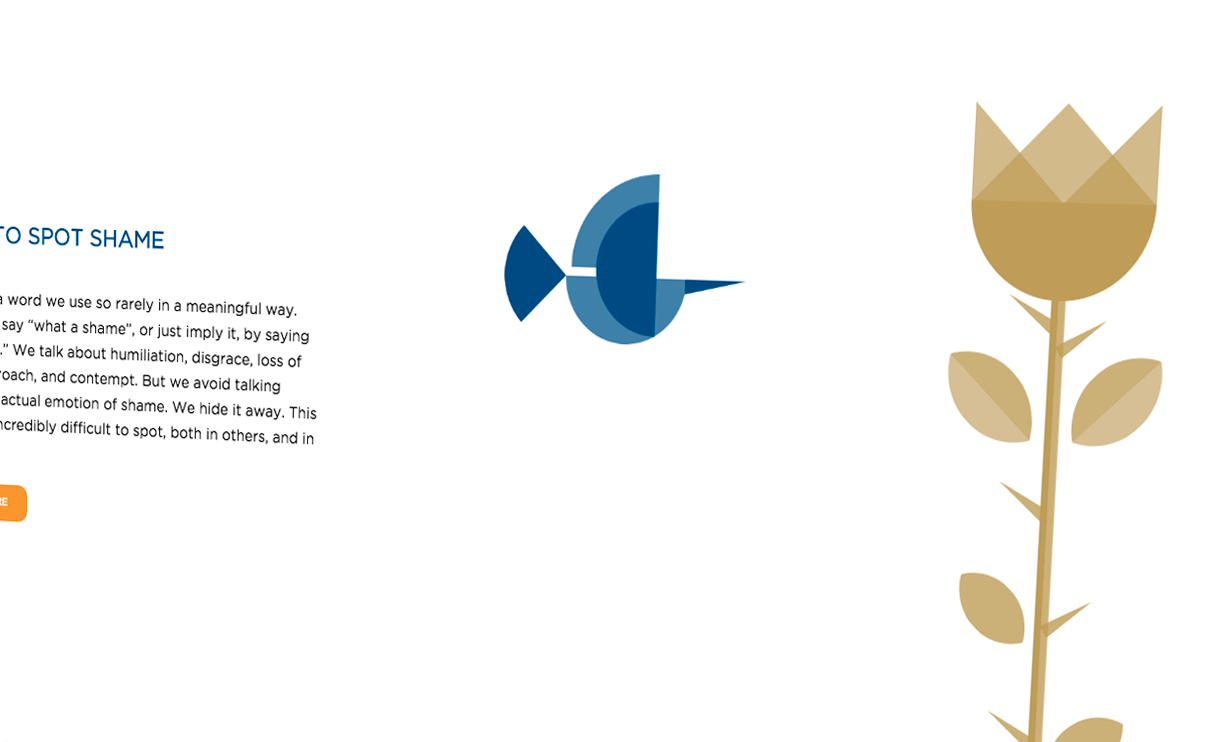 TO SPOT SHAME
a word we use so rarely in a meaningful way.
say “what a shame”, or just imply it, by saying
.” We talk about humiliation, disgrace, loss of
roach, and contempt. But we avoid talking
actual emotion of shame. We hide it away. This
ncredibly difficult to spot, both in others, and in
RE